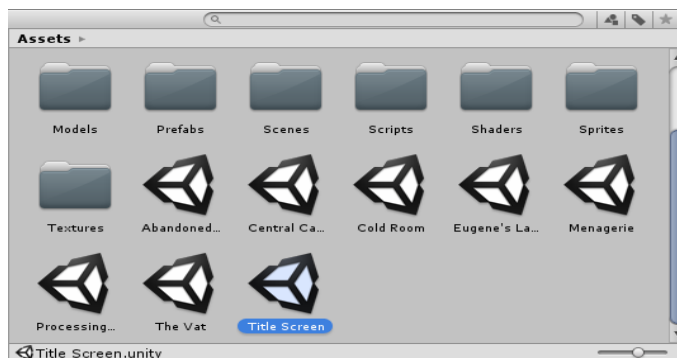 Assets
Models Prefabs Scenes Scripts Shaders Sprites
Textures Abandoned... Central Ca... Cold Room Eugene's La... Menagerie
Processing... The Vat Title Screen
Title Screen.unity